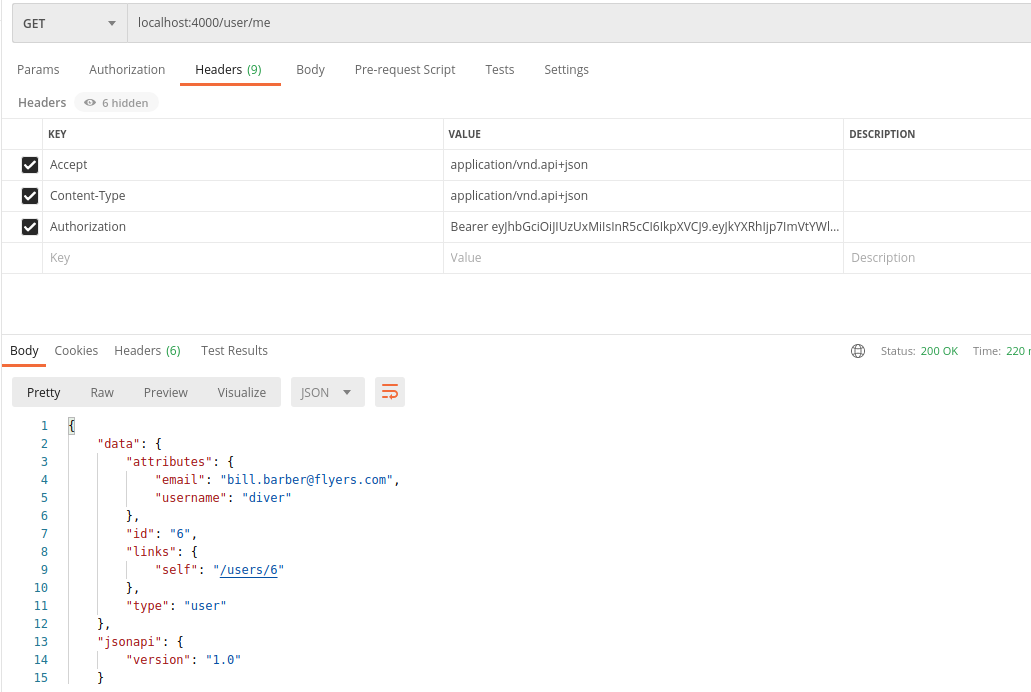 GET localhost:4000/user/me
Params Authorization Headers (9) Body Pre-request Script Tests Settings
Headers 6 hidden
KEY VALUE DESCRIPTION
Accept application/vnd.api+json
Content-Type application/vnd.api+json
Authorization Bearer eyJhbGciOiJIUzUxMiIsInR5cCI6IkpXVCJ9.eyJkYXRhIjp7ImVtYWl...
Key Value Description
Body Cookies Headers (6) Test Results Status: 200 OK Time: 220
Pretty Raw Preview Visualize JSON
1 {
2 "data": {
3 "attributes": {
4 "email": "bill.barber@flyers.com",
5 "username": "diver"
6 },
7 "id": "6",
8 "links": {
9 "self": "/users/6"
10 },
11 "type": "user"
12 },
13 "jsonapi": {
14 "version": "1.0"
15 }